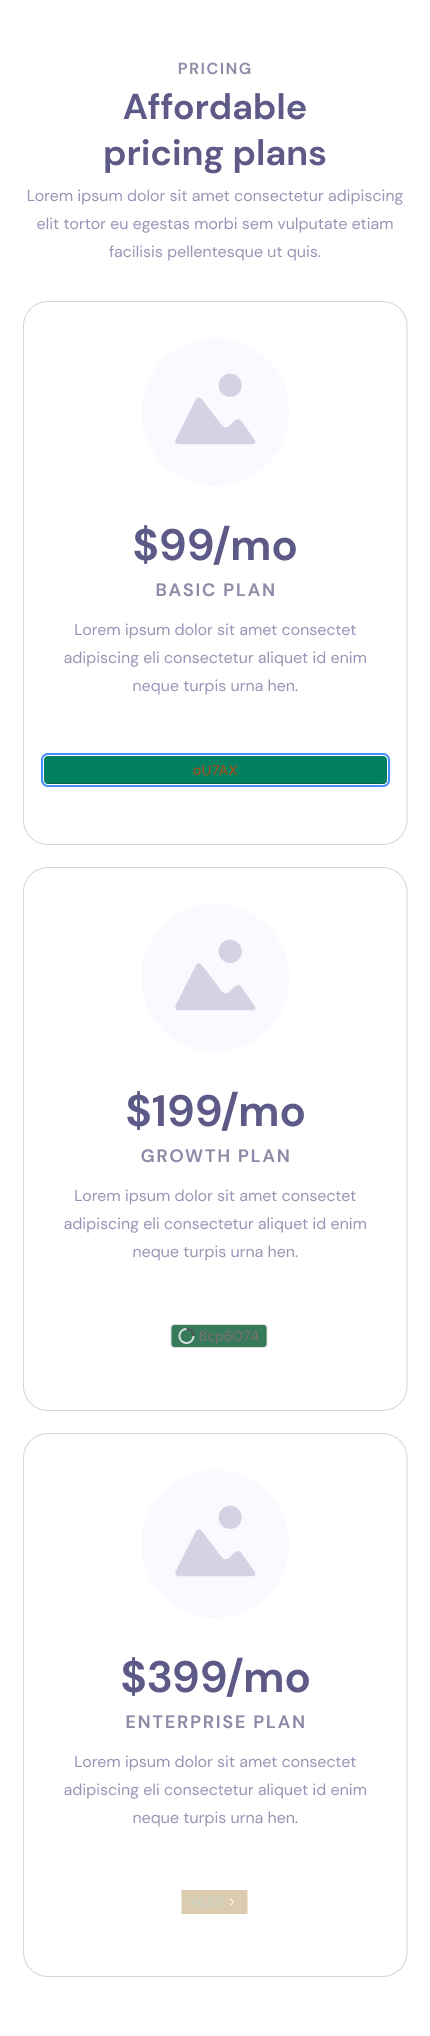 PRICING
Affordable
pricing plans
Lorem ipsum dolor sit amet consectetur adipiscing
elit tortor eu egestas morbi sem vulputate etiam
facilisis pellentesque ut quis.
$99/mo
BASIC PLAN
Lorem ipsum dolor sit amet consectet
adipiscing eli consectetur aliquet id enim
neque turpis urna hen.
oU7AX
$199/mo
GROWTH PLAN
Lorem ipsum dolor sit amet consectet
adipiscing eli consectetur aliquet id enim
neque turpis urna hen.
8cp8074
$399/mo
ENTERPRISE PLAN
Lorem ipsum dolor sit amet consectet
adipiscing eli consectetur aliquet id enim
neque turpis urna hen.